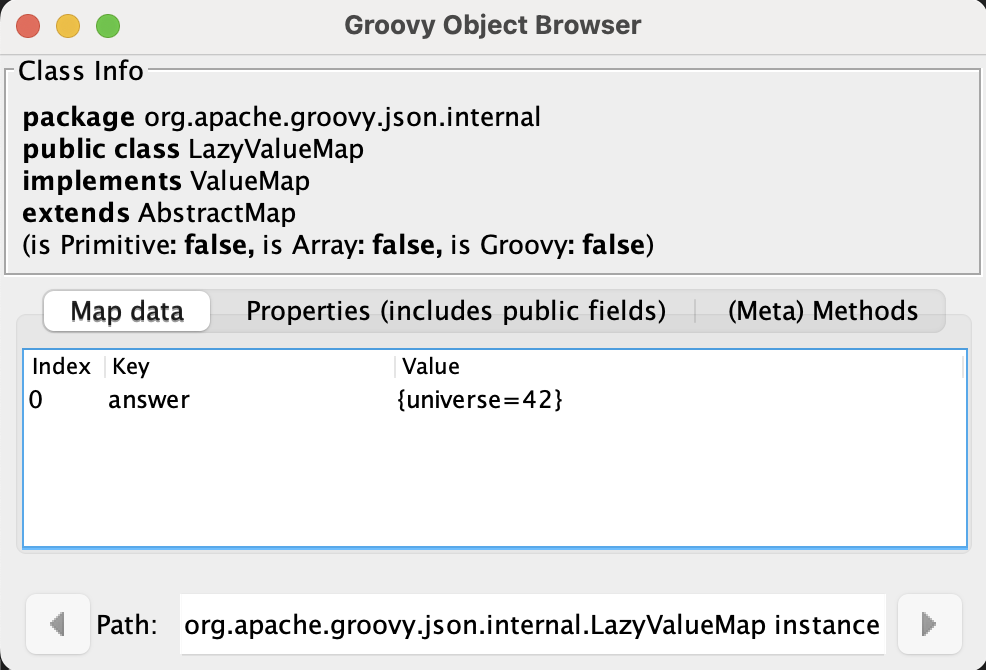 Groovy Object Browser
Class Info
package org.apache.groovy.json.internal
public class LazyValueMap
implements ValueMap
extends AbstractMap
(is Primitive: false, is Array: false, is Groovy: false)
Map data Properties (includes public fields) (Meta) Methods
Index Key Value
0 answer {universe=42}
Path: org.apache.groovy.json.internal.LazyValueMap instance